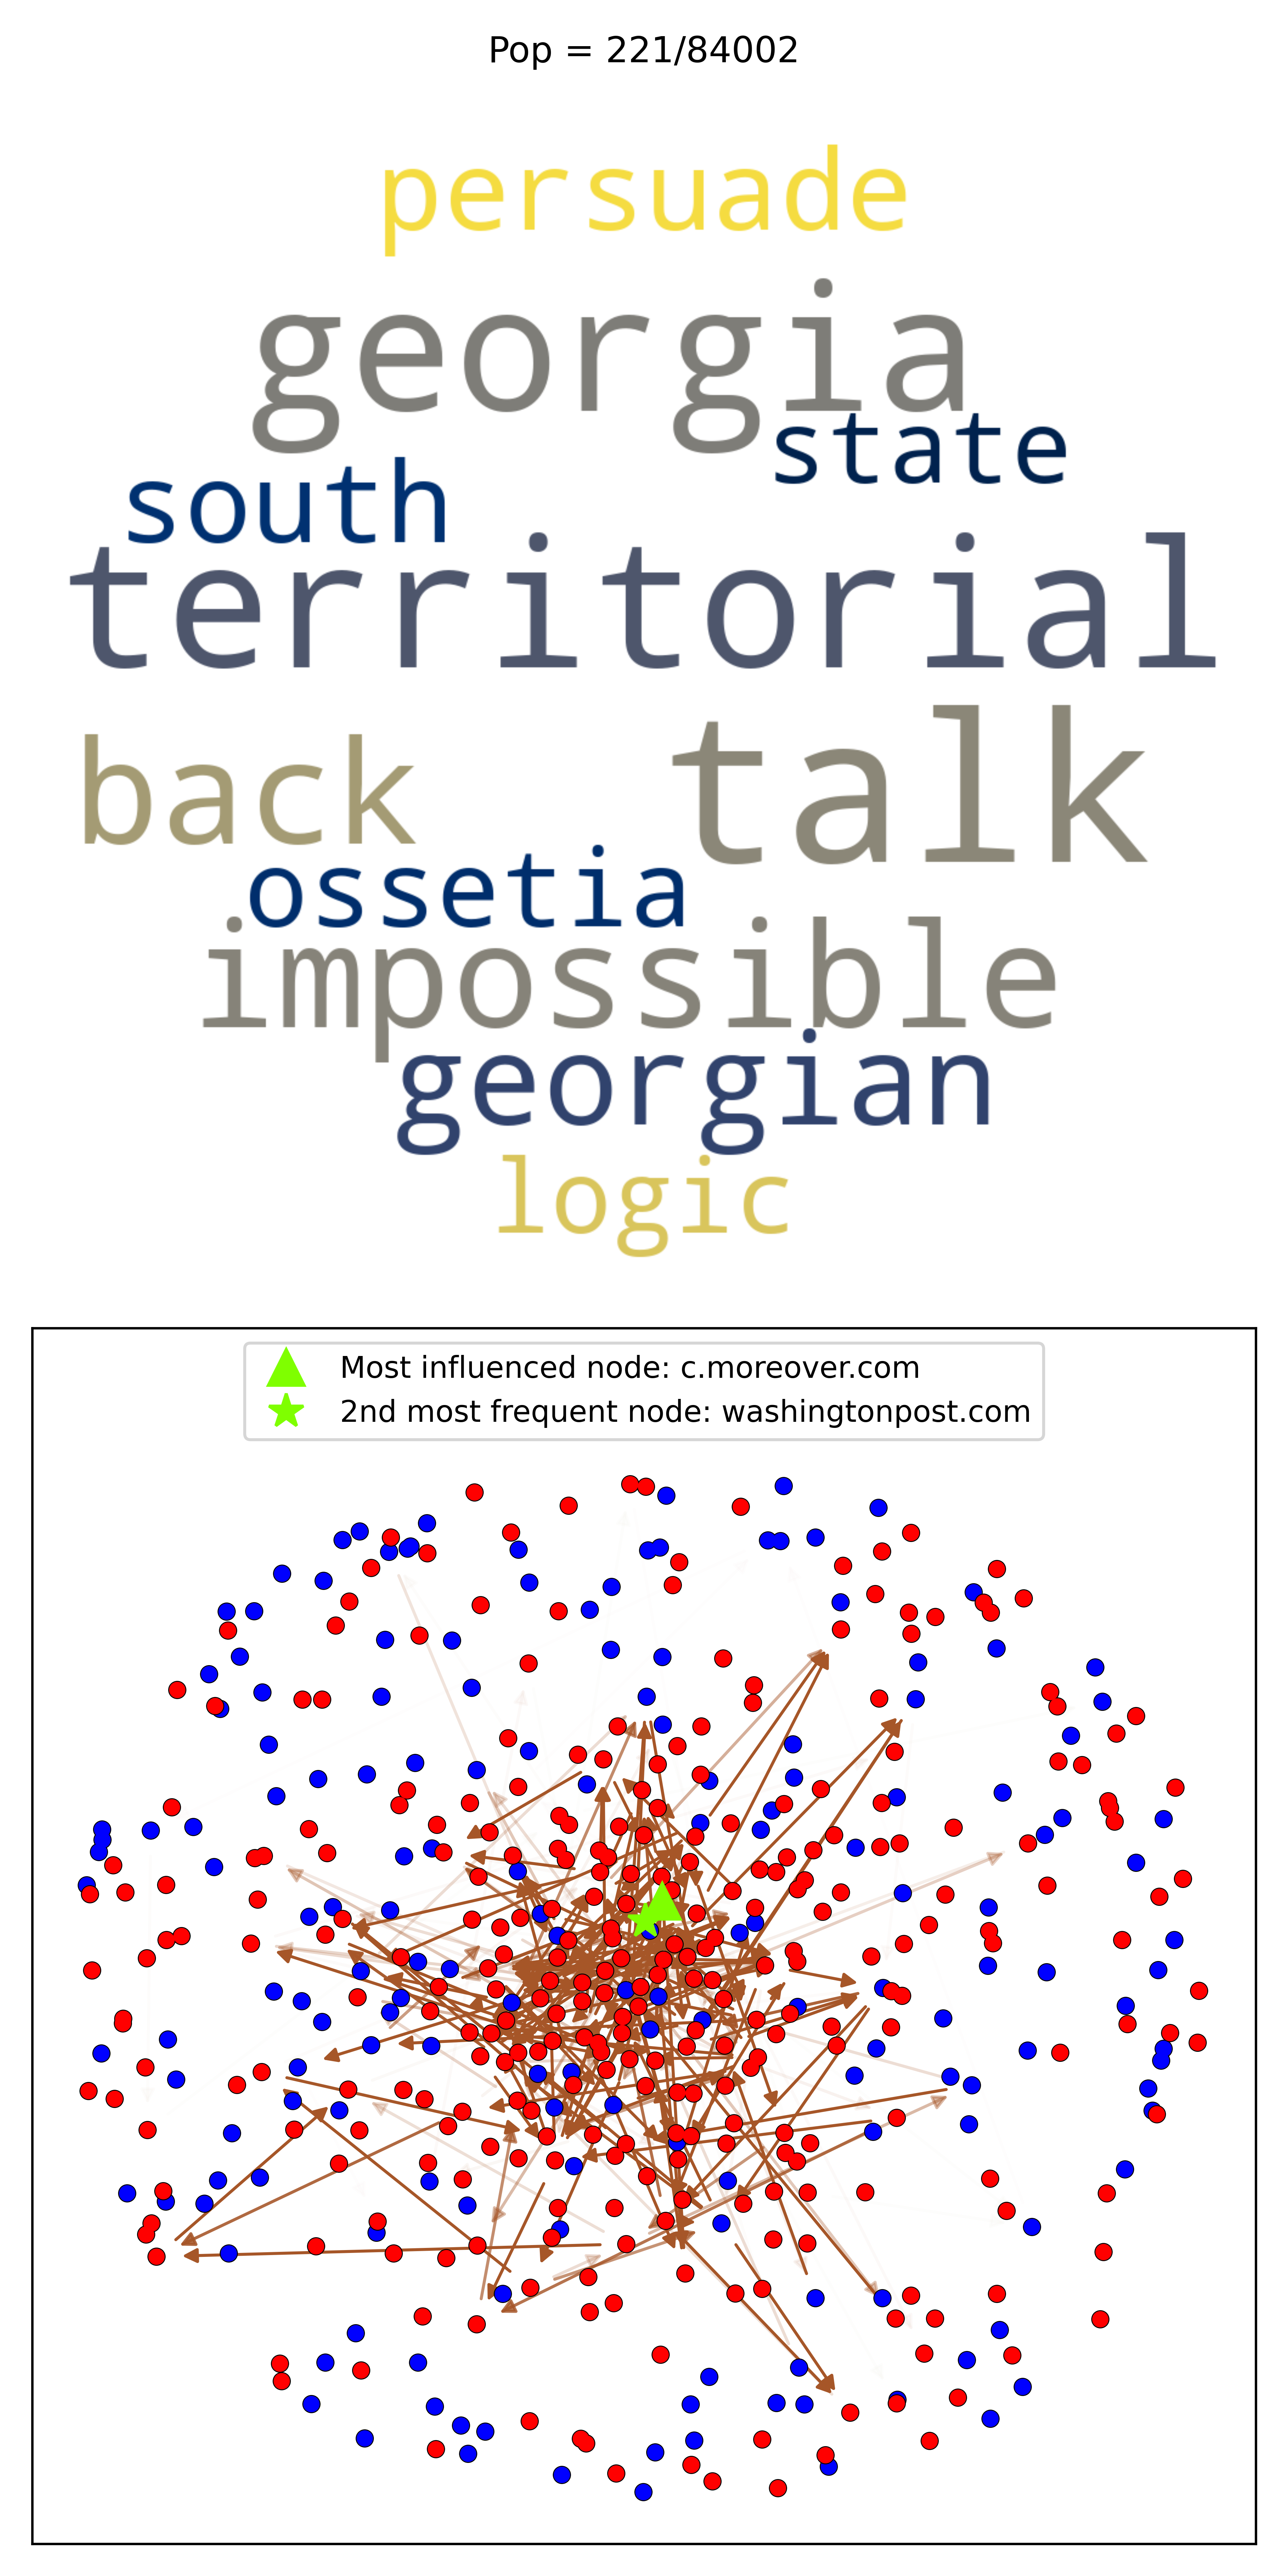 Pop = 221/84002
persuade
georgia
state
south
territorial
talk
back
ossetia
impossible
georgian
logic
Most influenced node: c.moreover.com
2nd most frequent node: washingtonpost.com